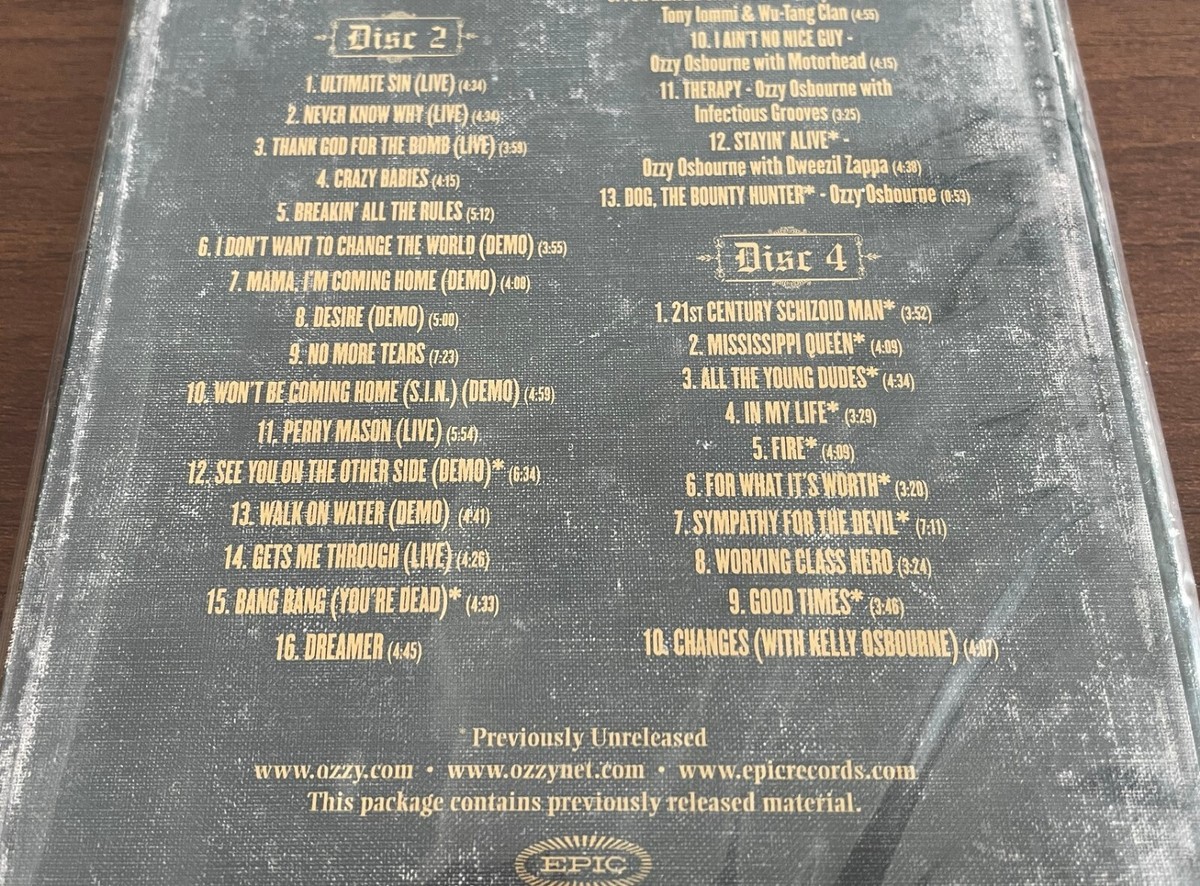 Disc 2
1. ULTIMATE SIN (LIVE) (4:34)
2. NEVER KNOW WHY (LIVE) (4:34)
3. THANK GOD FOR THE BOMB (LIVE) (3:59)
4. CRAZY BABIES (4:15)
5. BREAKIN' ALL THE RULES (5:12)
6. I DON'T WANT TO CHANGE THE WORLD (DEMO) (3:55)
7. MAMA, I'M COMING HOME (DEMO) (4:00)
8. DESIRE (DEMO) (5:00)
9. NO MORE TEARS (7:23)
10. WON'T BE COMING HOME (S.I.N.) (DEMO) (4:59)
11. PERRY MASON (LIVE) (5:54)
12. SEE YOU ON THE OTHER SIDE (DEMO)* (6:34)
13. WALK ON WATER (DEMO) (4:41)
14. GETS ME THROUGH (LIVE) (4:26)
15. BANG BANG (YOU'RE DEAD)* (4:33)
16. DREAMER (4:45)
Tony Iommi & Wu-Tang Clan (4:55)
10. I AIN'T NO NICE GUY -
Ozzy Osbourne with Motorhead (4:15)
11. THERAPY - Ozzy Osbourne with
Infectious Grooves (3:25)
12. STAYIN' ALIVE* -
Ozzy Osbourne with Dweezil Zappa (4:38)
13. DOG, THE BOUNTY HUNTER* - Ozzy Osbourne (0:53)
Disc 4
1. 21ST CENTURY SCHIZOID MAN* (3:52)
2. MISSISSIPPI QUEEN* (4:09)
3. ALL THE YOUNG DUDES* (4:34)
4. IN MY LIFE* (3:29)
5. FIRE* (4:09)
6. FOR WHAT IT'S WORTH* (3:20)
7. SYMPATHY FOR THE DEVIL* (7:11)
8. WORKING CLASS HERO (3:24)
9. GOOD TIMES* (3:46)
10. CHANGES (WITH KELLY OSBOURNE) (4:07)
* Previously Unreleased
www.ozzy.com • www.ozzynet.com • www.epicrecords.com
This package contains previously released material.
EPIC